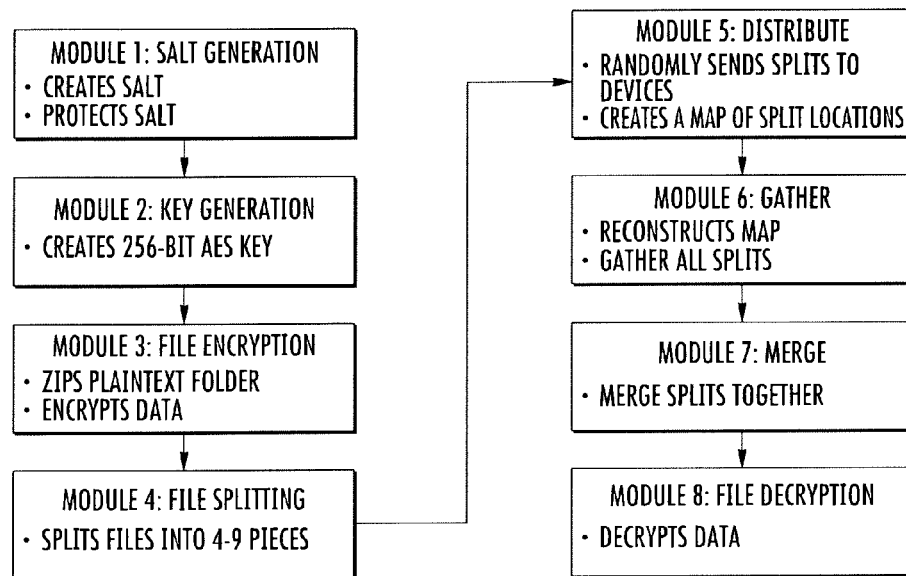 MODULE 1: SALT GENERATION
• CREATES SALT
• PROTECTS SALT
MODULE 2: KEY GENERATION
• CREATES 256-BIT AES KEY
MODULE 3: FILE ENCRYPTION
• ZIPS PLAINTEXT FOLDER
• ENCRYPTS DATA
MODULE 4: FILE SPLITTING
• SPLITS FILES INTO 4-9 PIECES
MODULE 5: DISTRIBUTE
• RANDOMLY SENDS SPLITS TO
DEVICES
• CREATES A MAP OF SPLIT LOCATIONS
MODULE 6: GATHER
• RECONSTRUCTS MAP
• GATHER ALL SPLITS
MODULE 7: MERGE
• MERGE SPLITS TOGETHER
MODULE 8: FILE DECRYPTION
• DECRYPTS DATA